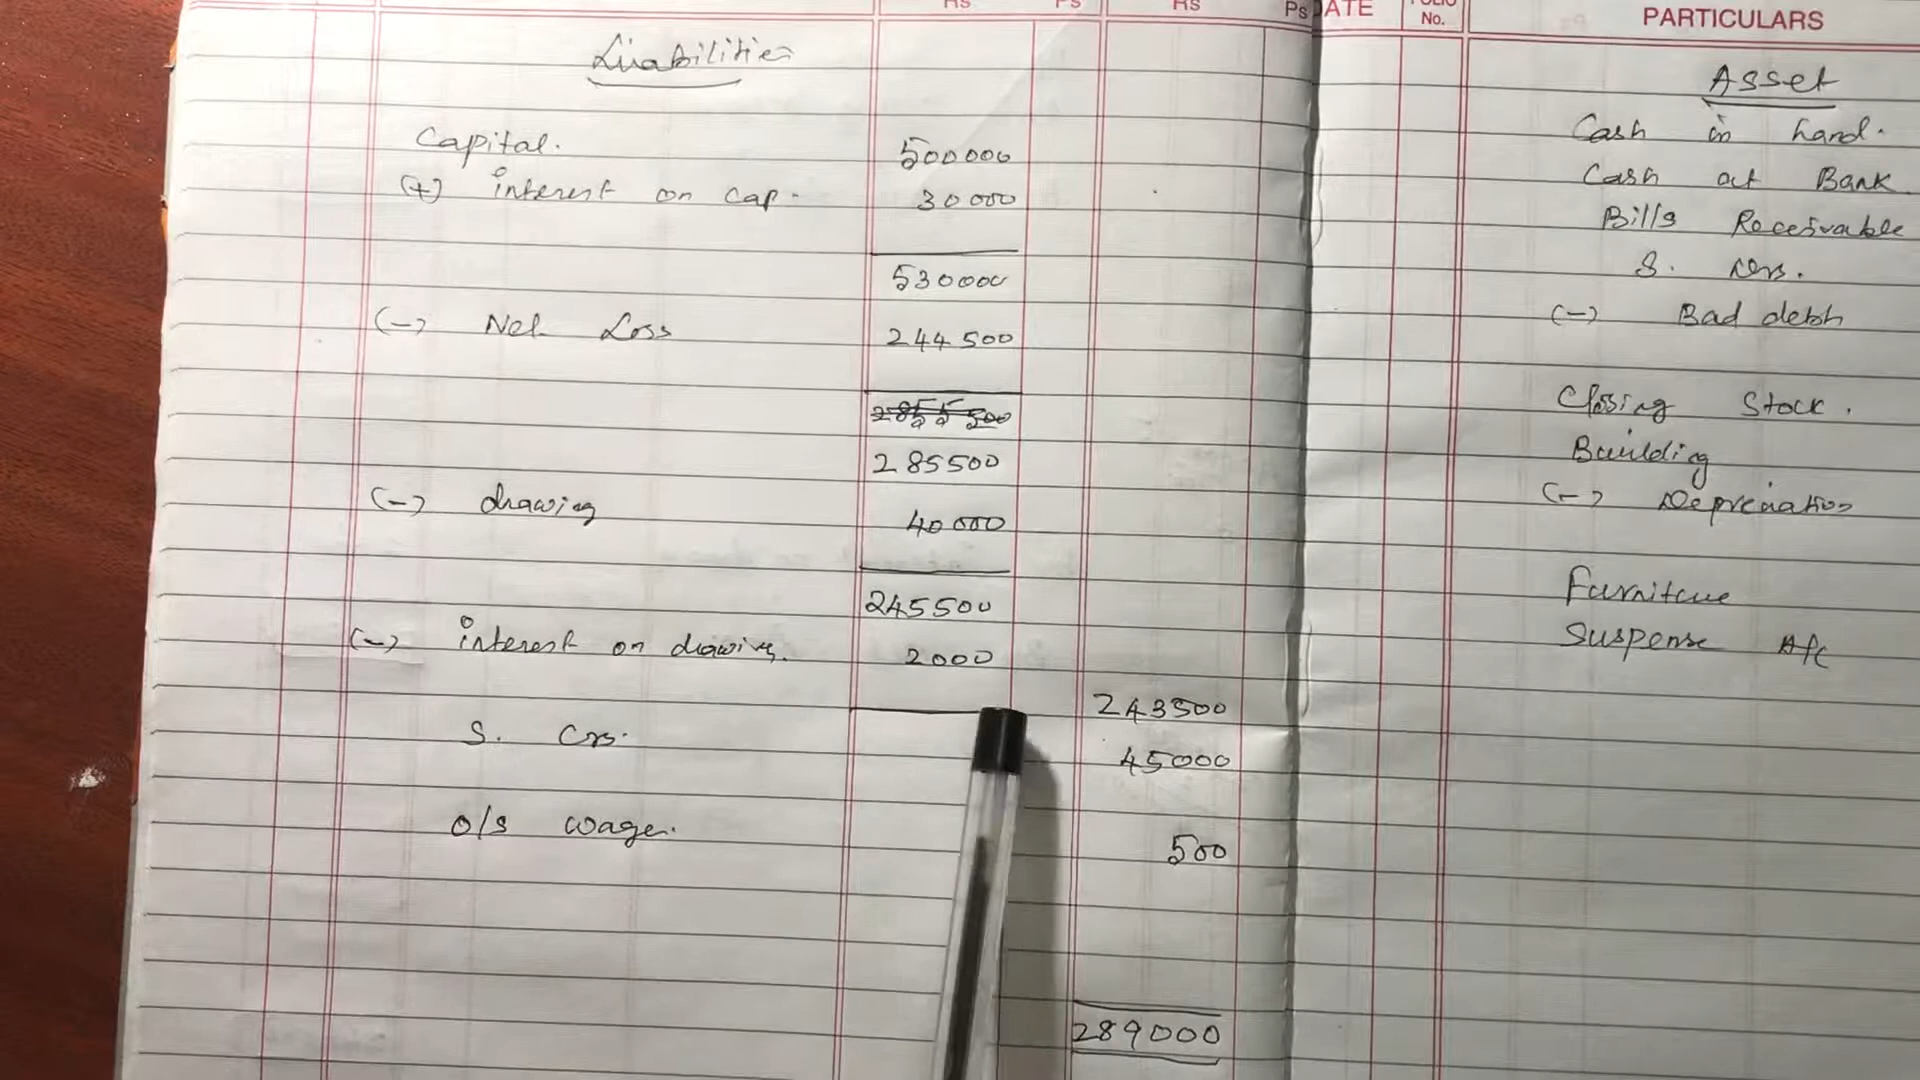 Rs Ps Rs Ps
Liabilities
Capital. 500000
(+) interest on cap. 30000
530000
(-) Net Loss 244500
285500
(-) drawing 40000
245500
(-) interest on drawing. 2000
243500
S. Crs. 45000
o/s wage. 500
289000
DATE FOLIO No. PARTICULARS
Asset
Cash in hand.
Cash at Bank
Bills Receivable
S. Drs.
(-) Bad debts
Closing Stock.
Building
(-) Depreciation
Furniture
Suspense A/c